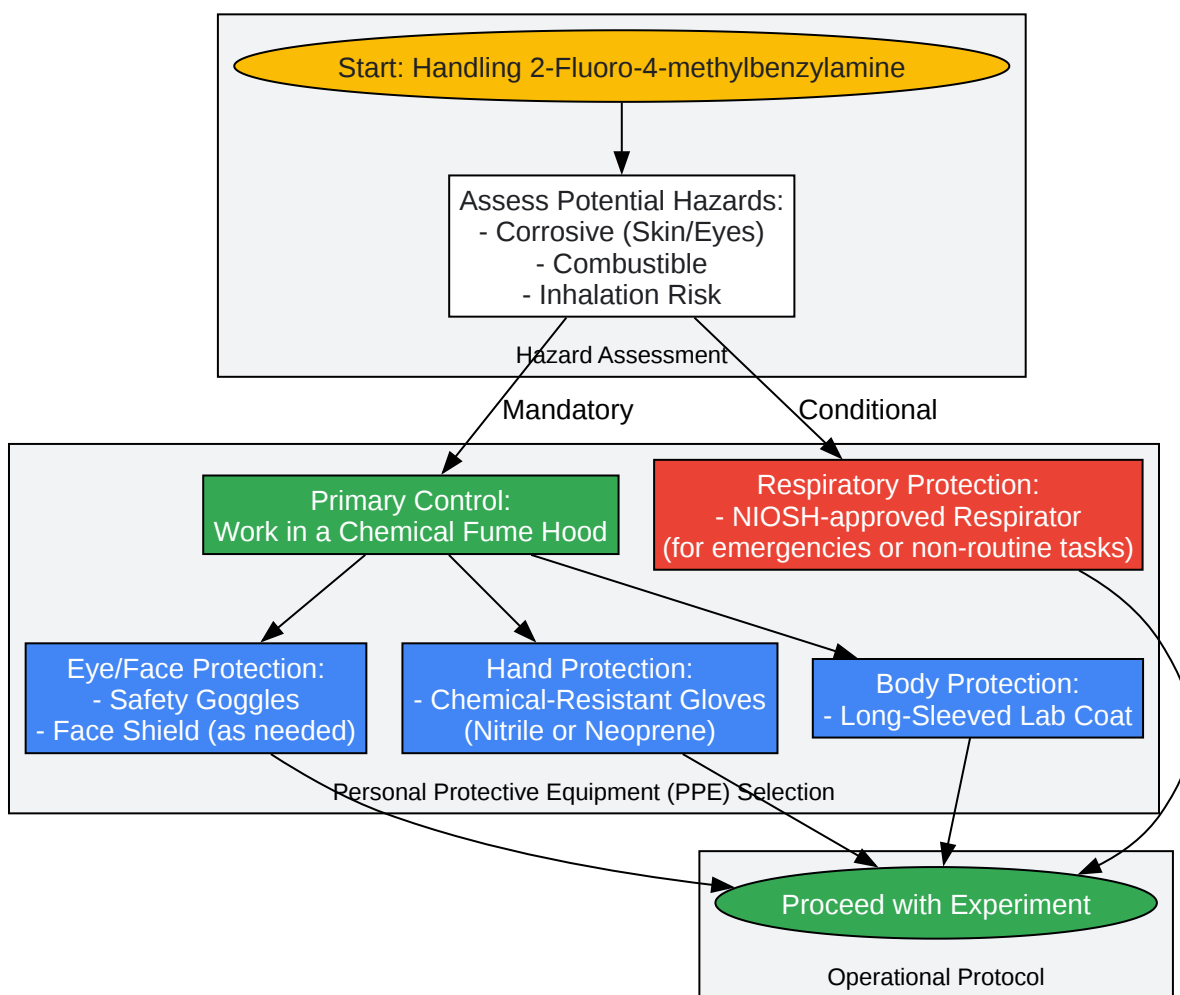 Start: Handling 2-Fluoro-4-methylbenzylamine
Assess Potential Hazards:
- Corrosive (Skin/Eyes)
- Combustible
- Inhalation Risk
Hazard Assessment
Mandatory
Conditional
Primary Control:
Work in a Chemical Fume Hood
Respiratory Protection:
- NIOSH-approved Respirator
(for emergencies or non-routine tasks)
Eye/Face Protection:
- Safety Goggles
- Face Shield (as needed)
Hand Protection:
- Chemical-Resistant Gloves
(Nitrile or Neoprene)
Body Protection:
- Long-Sleeved Lab Coat
Personal Protective Equipment (PPE) Selection
Proceed with Experiment
Operational Protocol